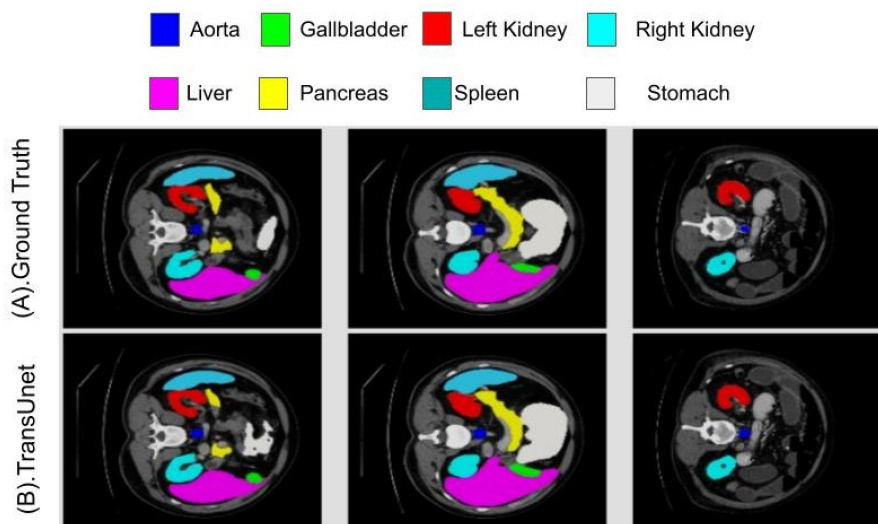 Aorta Gallbladder Left Kidney Right Kidney
Liver Pancreas Spleen Stomach
(A).Ground Truth
(B).TransUnet